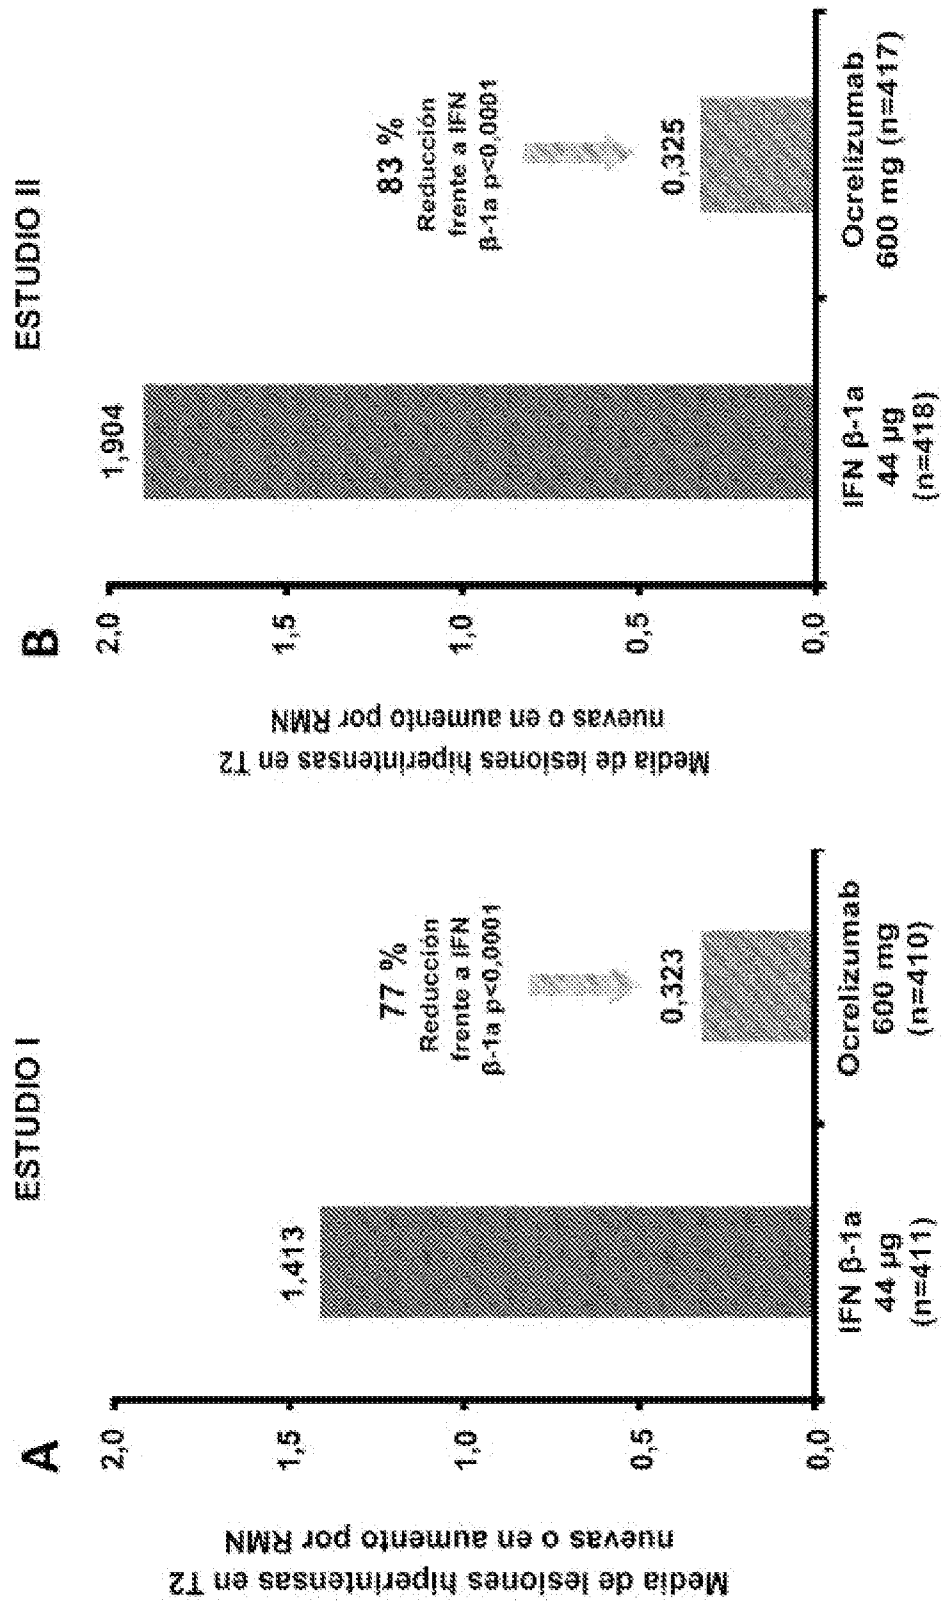 A
ESTUDIO I
Media de lesiones hiperintensas en T2
nuevas o en aumento por RMN
2,0
1,5
1,0
0,5
0,0
1,413
77 %
Reducción
frente a IFN
β-1a p<0,0001
0,323
IFN β-1a
44 µg
(n=411)
Ocrelizumab
600 mg
(n=410)
B
ESTUDIO II
Media de lesiones hiperintensas en T2
nuevas o en aumento por RMN
2,0
1,5
1,0
0,5
0,0
1,904
83 %
Reducción
frente a IFN
β-1a p<0,0001
0,325
IFN β-1a
44 µg
(n=418)
Ocrelizumab
600 mg (n=417)